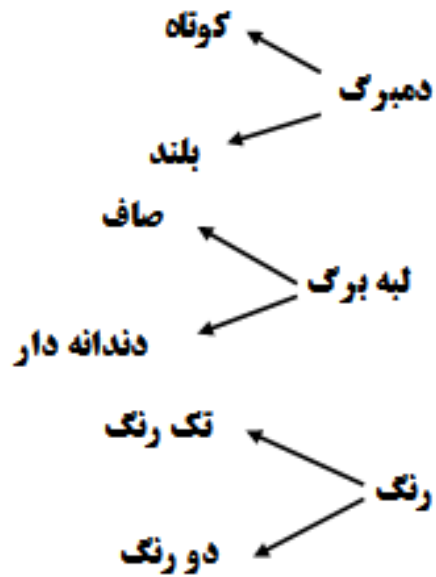 کوتاه
دمبرگ
بلند
صاف
لبه برگ
دندانه دار
تک رنگ
رنگ
دو رنگ